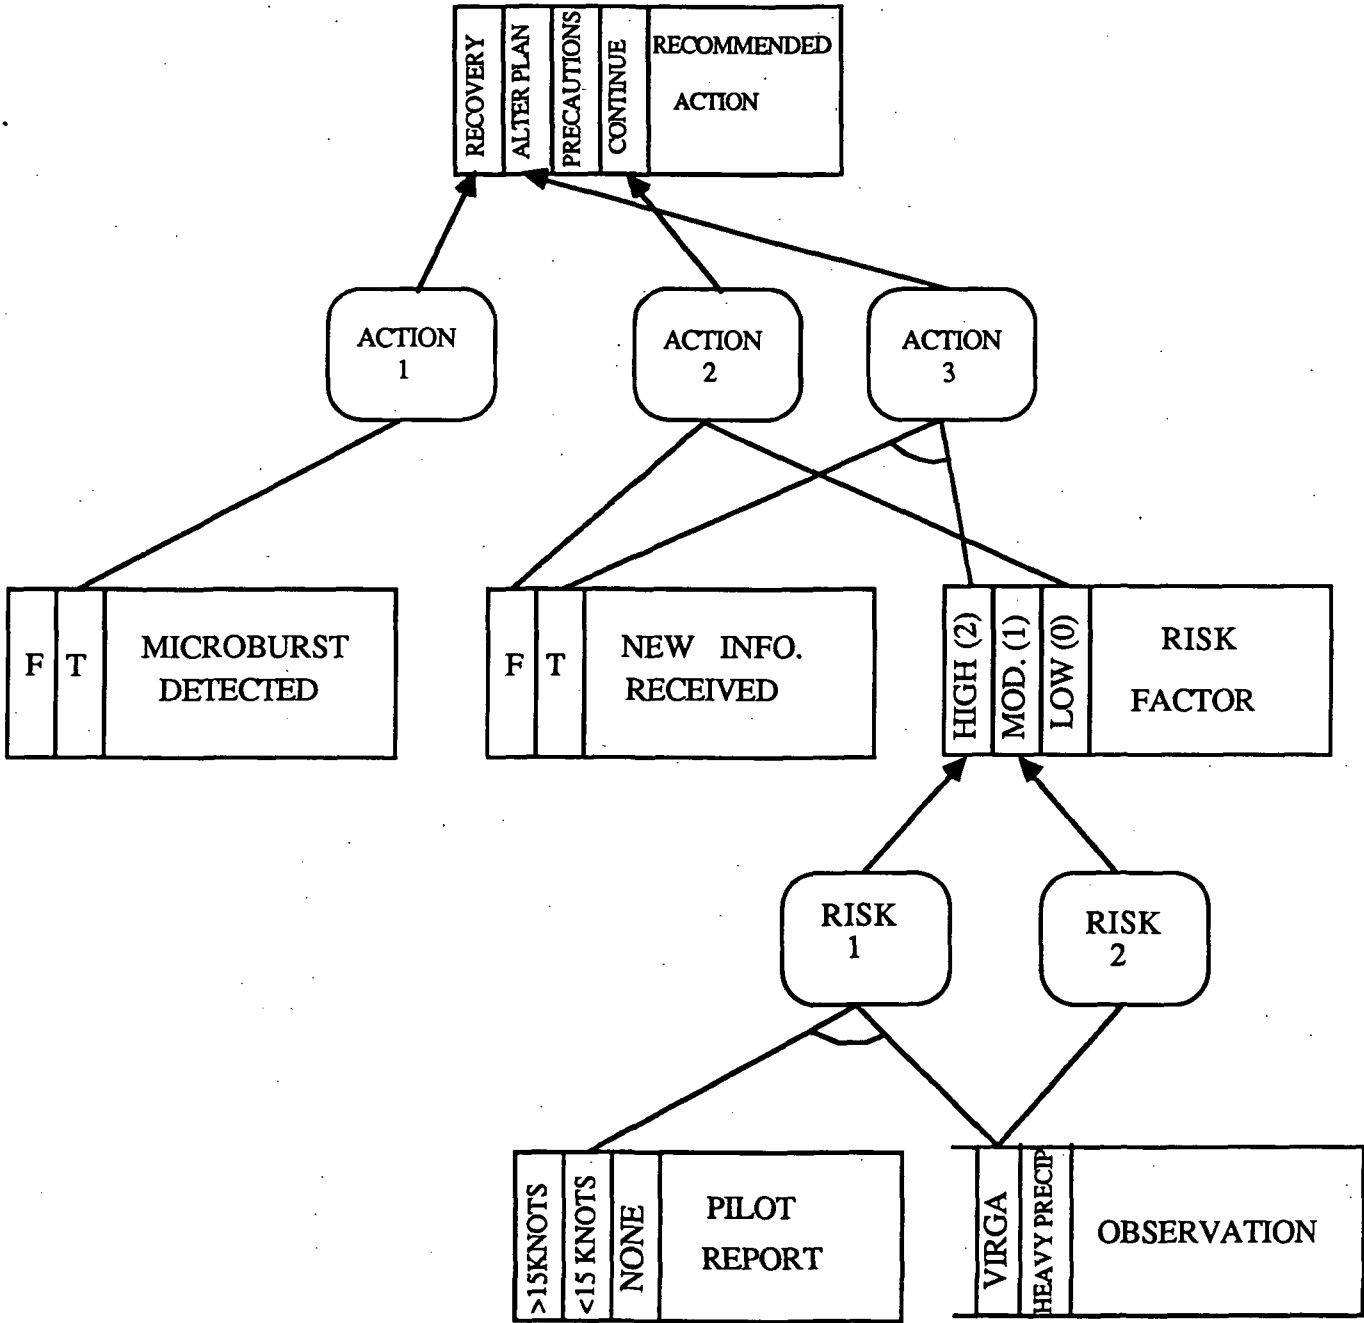 RECOVERY
ALTER PLAN
PRECAUTIONS
CONTINUE
RECOMMENDED
ACTION
ACTION
1
ACTION
2
ACTION
3
F
T
MICROBURST
DETECTED
F
T
NEW INFO.
RECEIVED
HIGH (2)
MOD. (1)
LOW (0)
RISK
FACTOR
RISK
1
RISK
2
>15KNOTS
<15 KNOTS
NONE
PILOT
REPORT
VIRGA
HEAVY PRECIP
OBSERVATION